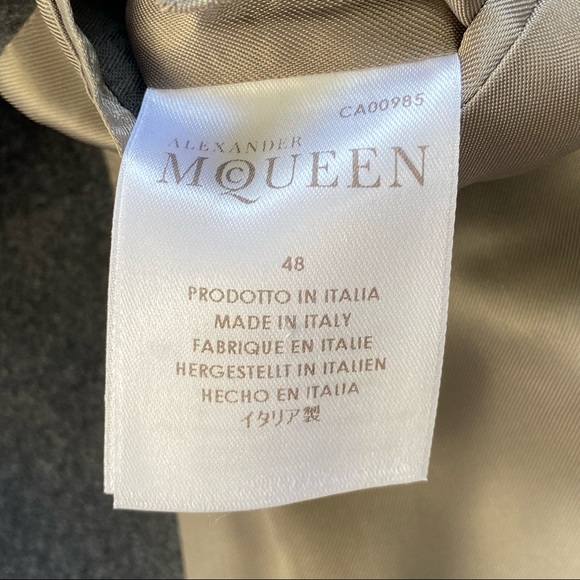 CA00985
ALEXANDER
McQUEEN
48
PRODOTTO IN ITALIA
MADE IN ITALY
FABRIQUE EN ITALIE
HERGESTELLT IN ITALIEN
HECHO EN ITALIA
イタリア製